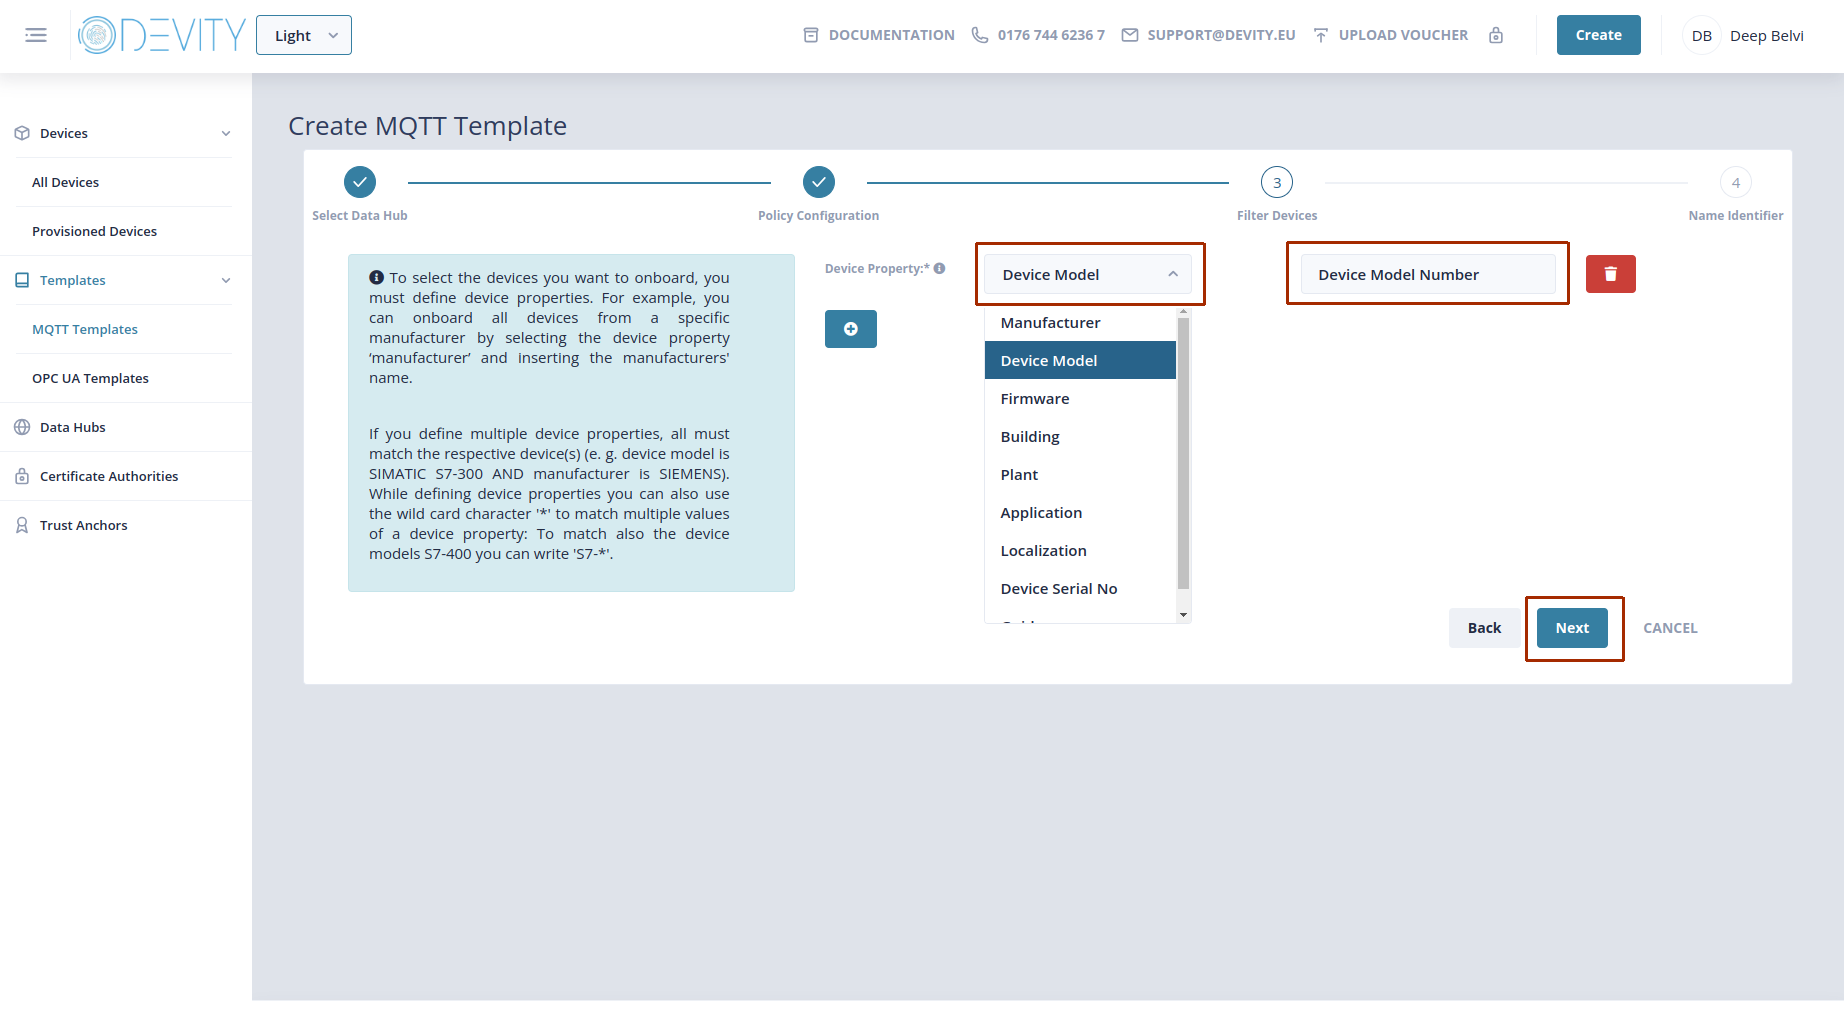 DEVITY
Light
DOCUMENTATION
0176 744 6236 7
SUPPORT@DEVITY.EU
UPLOAD VOUCHER
Create
DB
Deep Belvi
Devices
All Devices
Provisioned Devices
Templates
MQTT Templates
OPC UA Templates
Data Hubs
Certificate Authorities
Trust Anchors
Create MQTT Template
Select Data Hub
Policy Configuration
3
Filter Devices
4
Name Identifier
To select the devices you want to onboard, you
must define device properties. For example, you
can onboard all devices from a specific
manufacturer by selecting the device property
‘manufacturer’ and inserting the manufacturers'
name.
If you define multiple device properties, all must
match the respective device(s) (e. g. device model is
SIMATIC S7-300 AND manufacturer is SIEMENS).
While defining device properties you can also use
the wild card character '*' to match multiple values
of a device property: To match also the device
models S7-400 you can write 'S7-*'.
Device Property:*
Device Model
Device Model Number
Manufacturer
Device Model
Firmware
Building
Plant
Application
Localization
Device Serial No
Back
Next
CANCEL